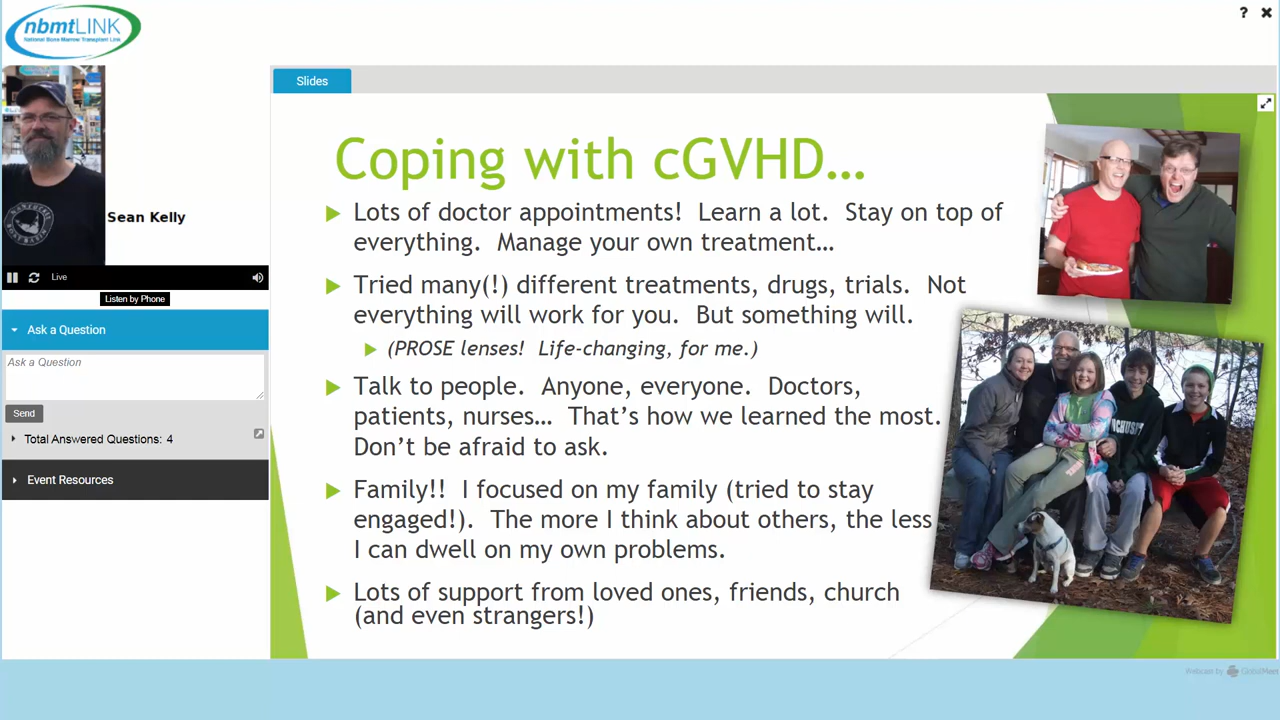 nbmtLINK
National Bone Marrow Transplant Link
? ×
Sean Kelly
Live
Listen by Phone
Ask a Question
Ask a Question
Send
Total Answered Questions: 4
Event Resources
Slides
Coping with cGVHD…
Lots of doctor appointments! Learn a lot. Stay on top of
everything. Manage your own treatment…
Tried many(!) different treatments, drugs, trials. Not
everything will work for you. But something will.
(PROSE lenses! Life-changing, for me.)
Talk to people. Anyone, everyone. Doctors,
patients, nurses… That's how we learned the most.
Don't be afraid to ask.
Family!! I focused on my family (tried to stay
engaged!). The more I think about others, the less
I can dwell on my own problems.
Lots of support from loved ones, friends, church
(and even strangers!)
Webcam by GlobalMeet